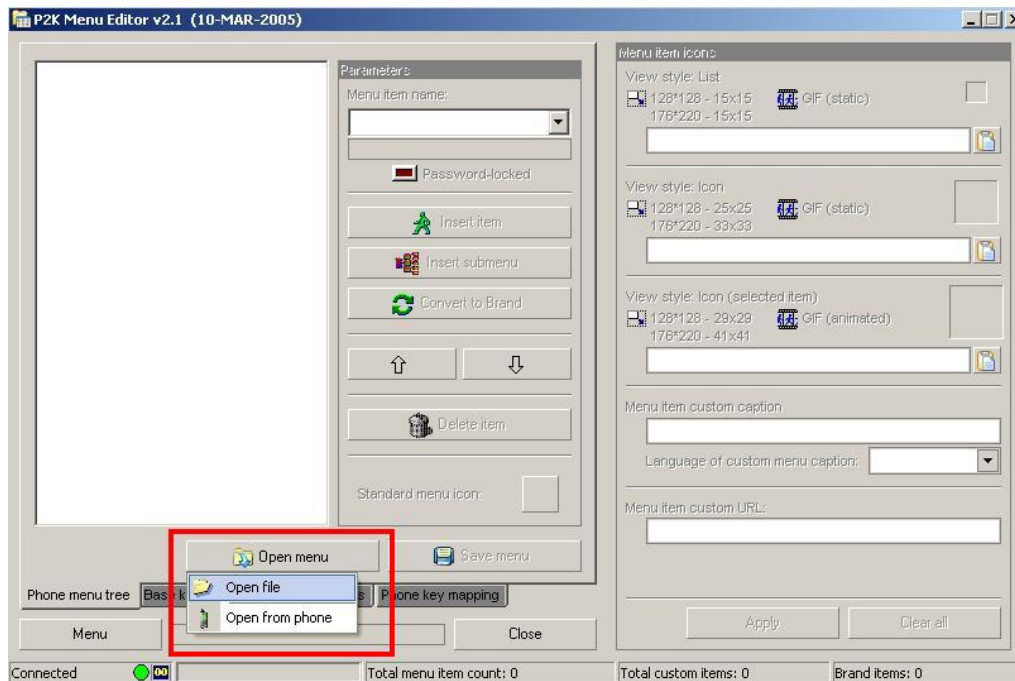 P2K Menu Editor v2.1 (10-MAR-2005)
Parameters
Menu item name:
Password-locked
Insert item
Insert submenu
Convert to Brand
Delete item
Standard menu icon:
Open menu
Save menu
Open file
Open from phone
Phone menu tree
Base k
s
Phone key mapping
Menu
Close
Menu item icons
View style: List
128*128 - 15x15
GIF (static)
176*220 - 15x15
View style: Icon
128*128 - 25x25
GIF (static)
176*220 - 33x33
View style: Icon (selected item)
128*128 - 29x29
GIF (animated)
176*220 - 41x41
Menu item custom caption
Language of custom menu caption:
Menu item custom URL:
Apply
Clear all
Connected
00
Total menu item count: 0
Total custom items: 0
Brand items: 0